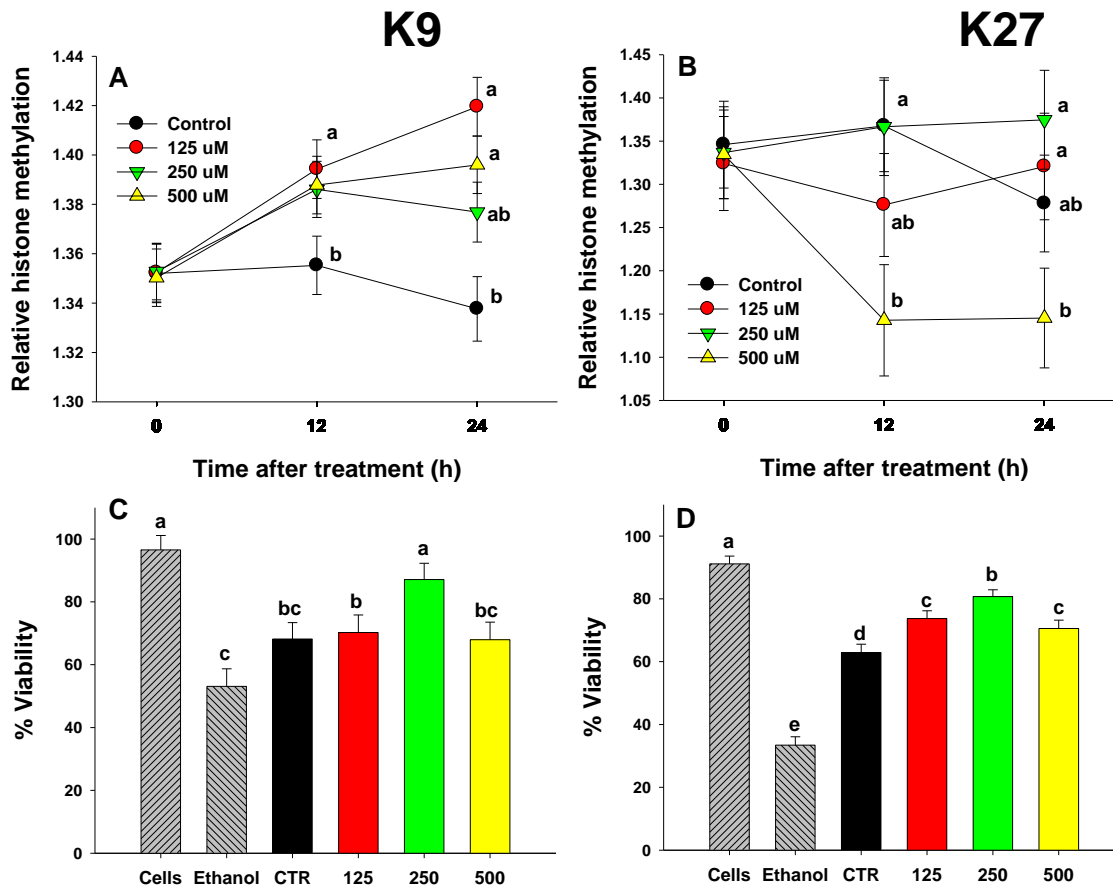 K9
K27
A
Relative histone methylation
1.44
1.42
1.40
1.38
1.36
1.34
1.32
1.30
Control
125 uM
250 uM
500 uM
a
a
a
ab
b
b
0
12
24
Time after treatment (h)
B
Relative histone methylation
1.45
1.40
1.35
1.30
1.25
1.20
1.15
1.10
1.05
Control
125 uM
250 uM
500 uM
a
a
a
ab
ab
b
b
0
12
24
Time after treatment (h)
C
% Viability
100
80
60
40
20
0
a
c
bc
b
a
bc
Cells Ethanol CTR 125 250 500
D
% Viability
100
80
60
40
20
0
a
e
d
c
b
c
Cells Ethanol CTR 125 250 500